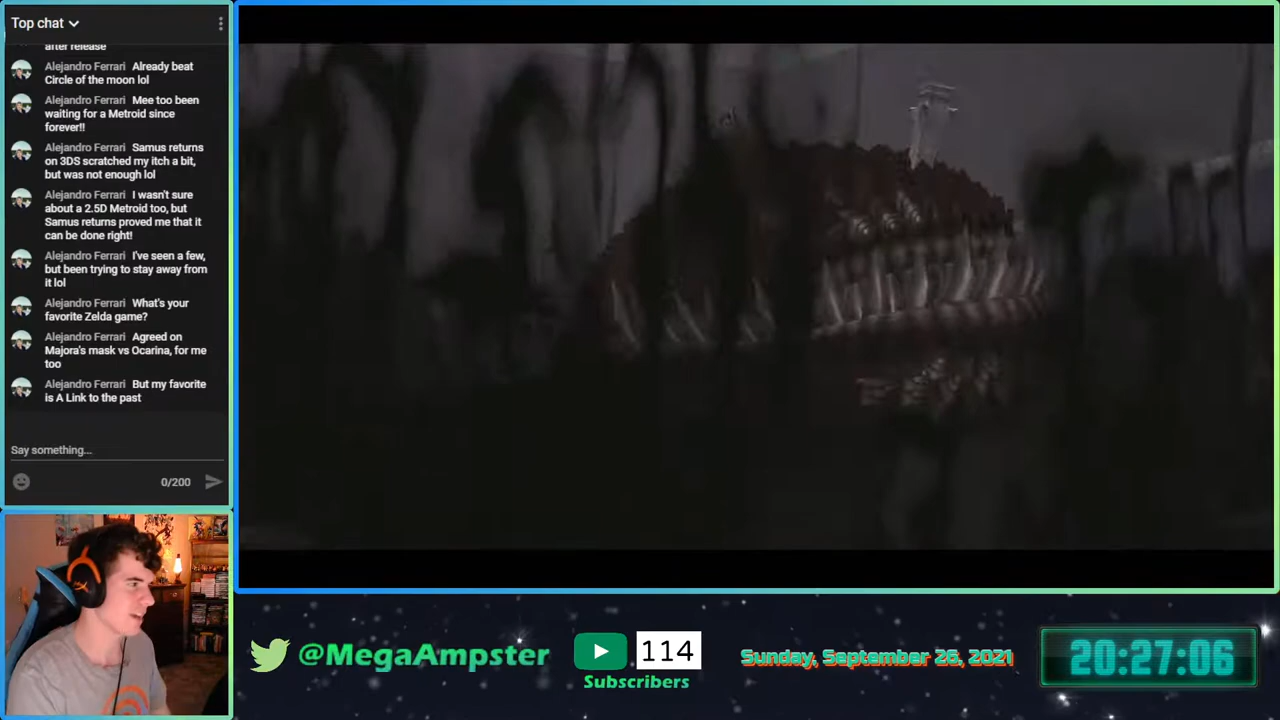 Top chat
after release
Alejandro Ferrari Already beat
Circle of the moon lol
Alejandro Ferrari Mee too been
waiting for a Metroid since
forever!!
Alejandro Ferrari Samus returns
on 3DS scratched my itch a bit,
but was not enough lol
Alejandro Ferrari I wasn't sure
about a 2.5D Metroid too, but
Samus returns proved me that it
can be done right!
Alejandro Ferrari I've seen a few,
but been trying to stay away from
it lol
Alejandro Ferrari What's your
favorite Zelda game?
Alejandro Ferrari Agreed on
Majora's mask vs Ocarina, for me
too
Alejandro Ferrari But my favorite
is A Link to the past
Say something...
0/200
@MegaAmpster
114
Subscribers
Sunday, September 26, 2021
20:27:06